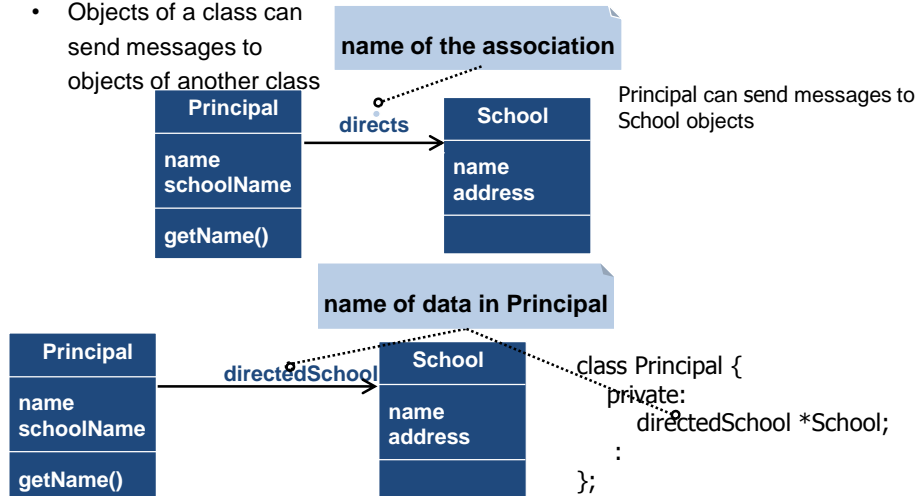 • Objects of a class can
send messages to
objects of another class
name of the association
Principal
name
schoolName
getName()
directs
School
name
address
Principal can send messages to
School objects
name of data in Principal
Principal
name
schoolName
getName()
directedSchool
School
name
address
class Principal {
private:
directedSchool *School;
:
};